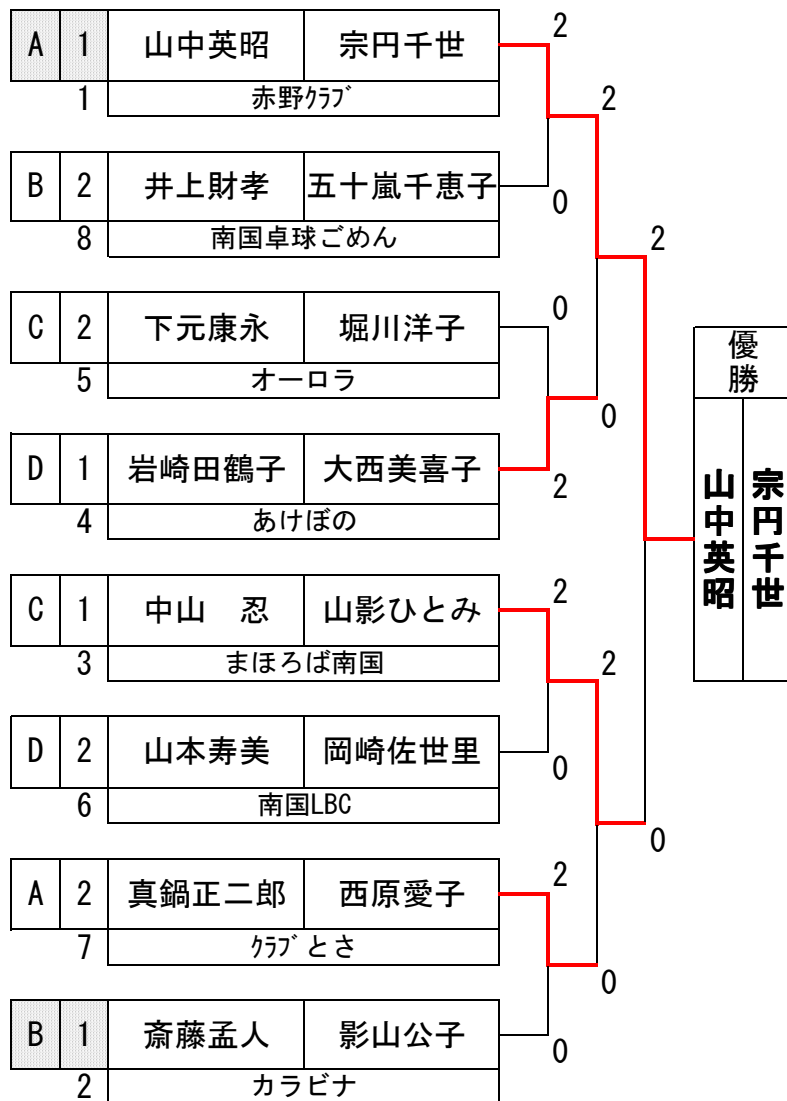 A 1 山中英昭 宗円千世 2
1 赤野ｸﾗﾌﾞ 2
B 2 井上財孝 五十嵐千恵子 0
8 南国卓球ごめん 2
C 2 下元康永 堀川洋子 0
5 オーロラ 0
D 1 岩崎田鶴子 大西美喜子 2
4 あけぼの
C 1 中山　忍 山影ひとみ 2
3 まほろば南国 2
D 2 山本寿美 岡崎佐世里 0
6 南国LBC 0
A 2 真鍋正二郎 西原愛子 2
7 ｸﾗﾌﾞとさ 0
B 1 斎藤孟人 影山公子 0
2 カラビナ
優勝
宗円千世
山中英昭